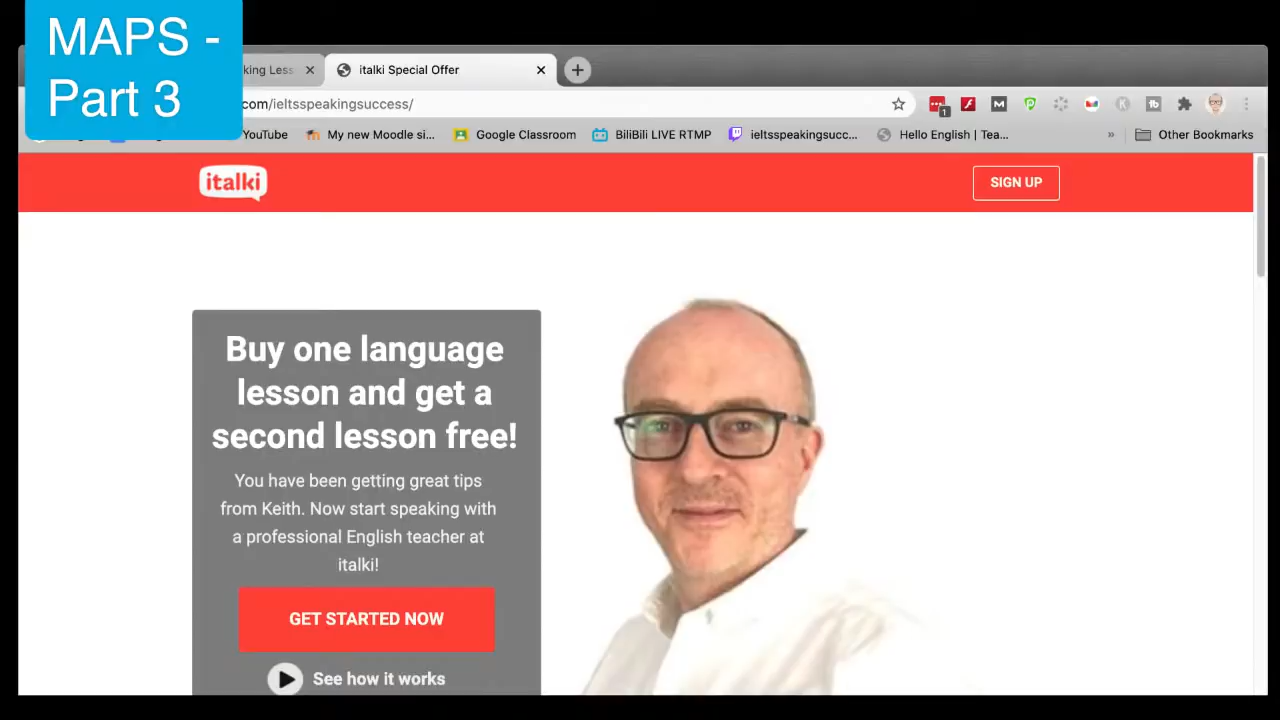 MAPS -
Part 3
king Less
italki Special Offer
com/ieltsspeakingsuccess/
1
YouTube
My new Moodle si...
Google Classroom
BiliBili LIVE RTMP
ieltsspeakingsucc...
Hello English | Tea...
»
Other Bookmarks
italki
SIGN UP
Buy one language
lesson and get a
second lesson free!
You have been getting great tips
from Keith. Now start speaking with
a professional English teacher at
italki!
GET STARTED NOW
See how it works